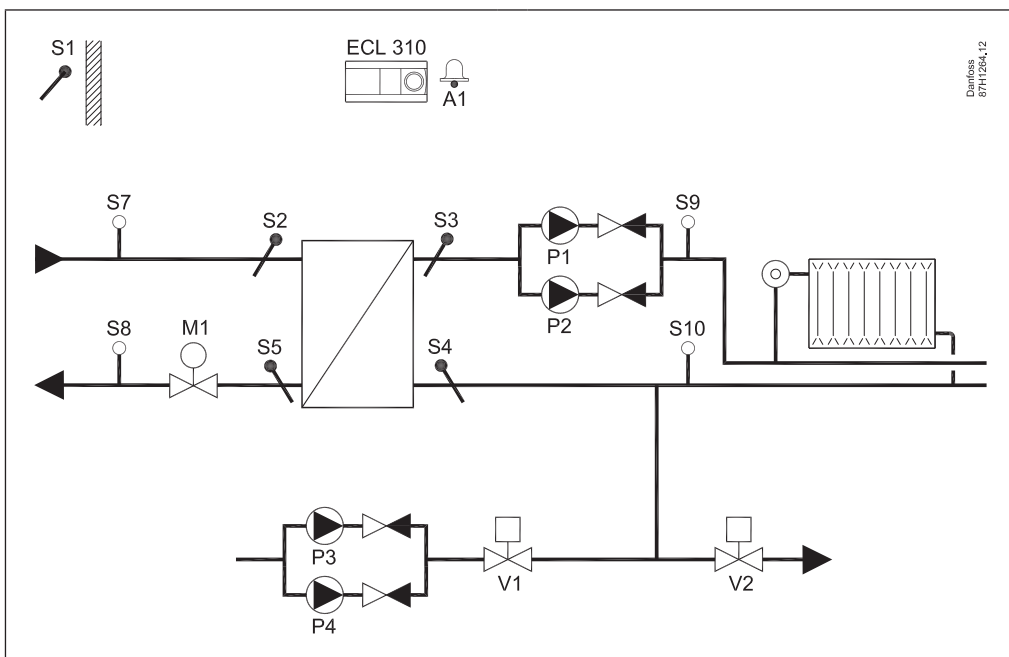 S1
ECL 310
A1
Danfoss
87H1264.12
S7
S2
S3
P1
S9
P2
S8
M1
S5
S4
S10
P3
V1
V2
P4